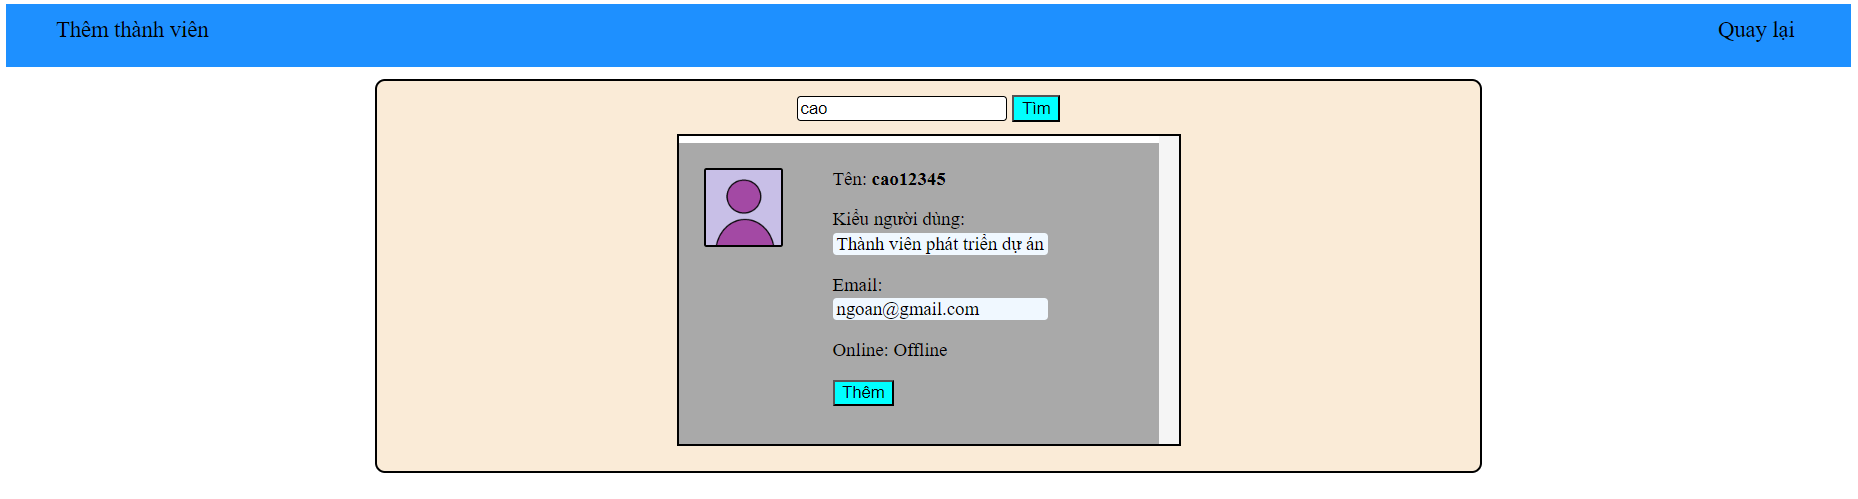 Thêm thành viên
Quay lại
cao Tìm
Tên: cao12345
Kiểu người dùng:
Thành viên phát triển dự án
Email:
ngoan@gmail.com
Online: Offline
Thêm